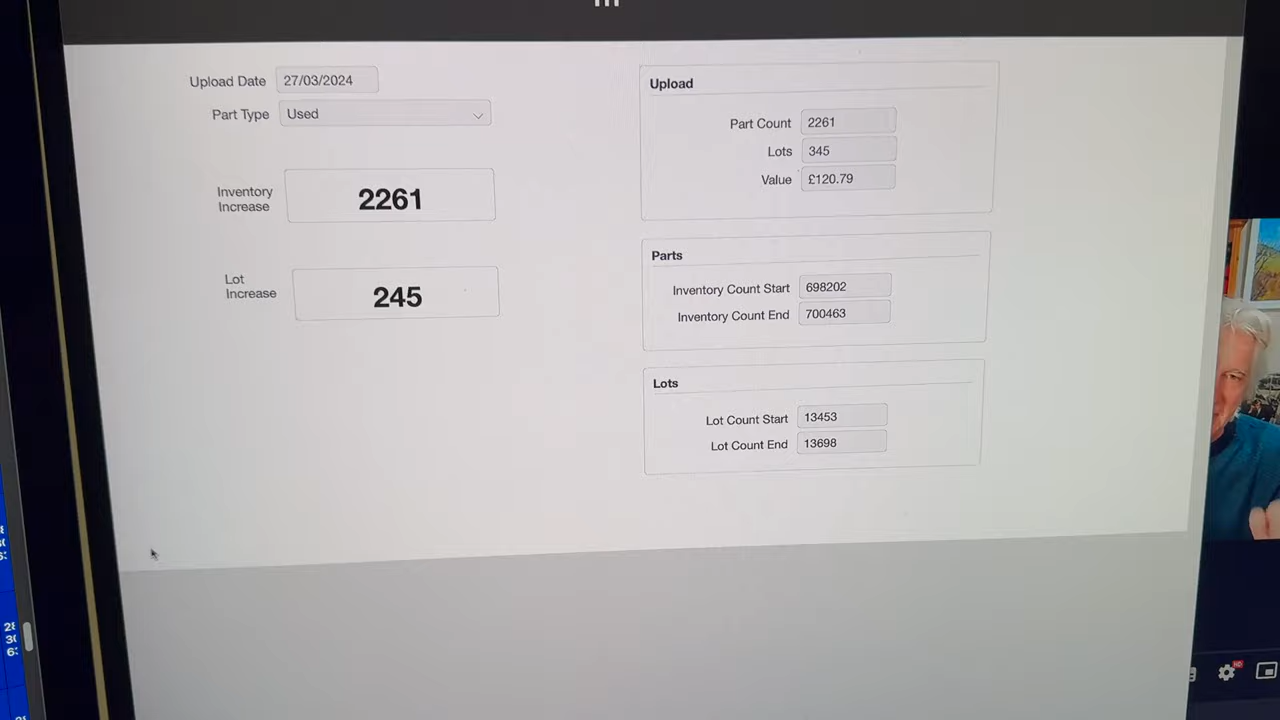 Upload Date 27/03/2024
Part Type Used
Inventory Increase 2261
Lot Increase 245
Upload
Part Count 2261
Lots 345
Value £120.79
Parts
Inventory Count Start 698202
Inventory Count End 700463
Lots
Lot Count Start 13453
Lot Count End 13698
HD